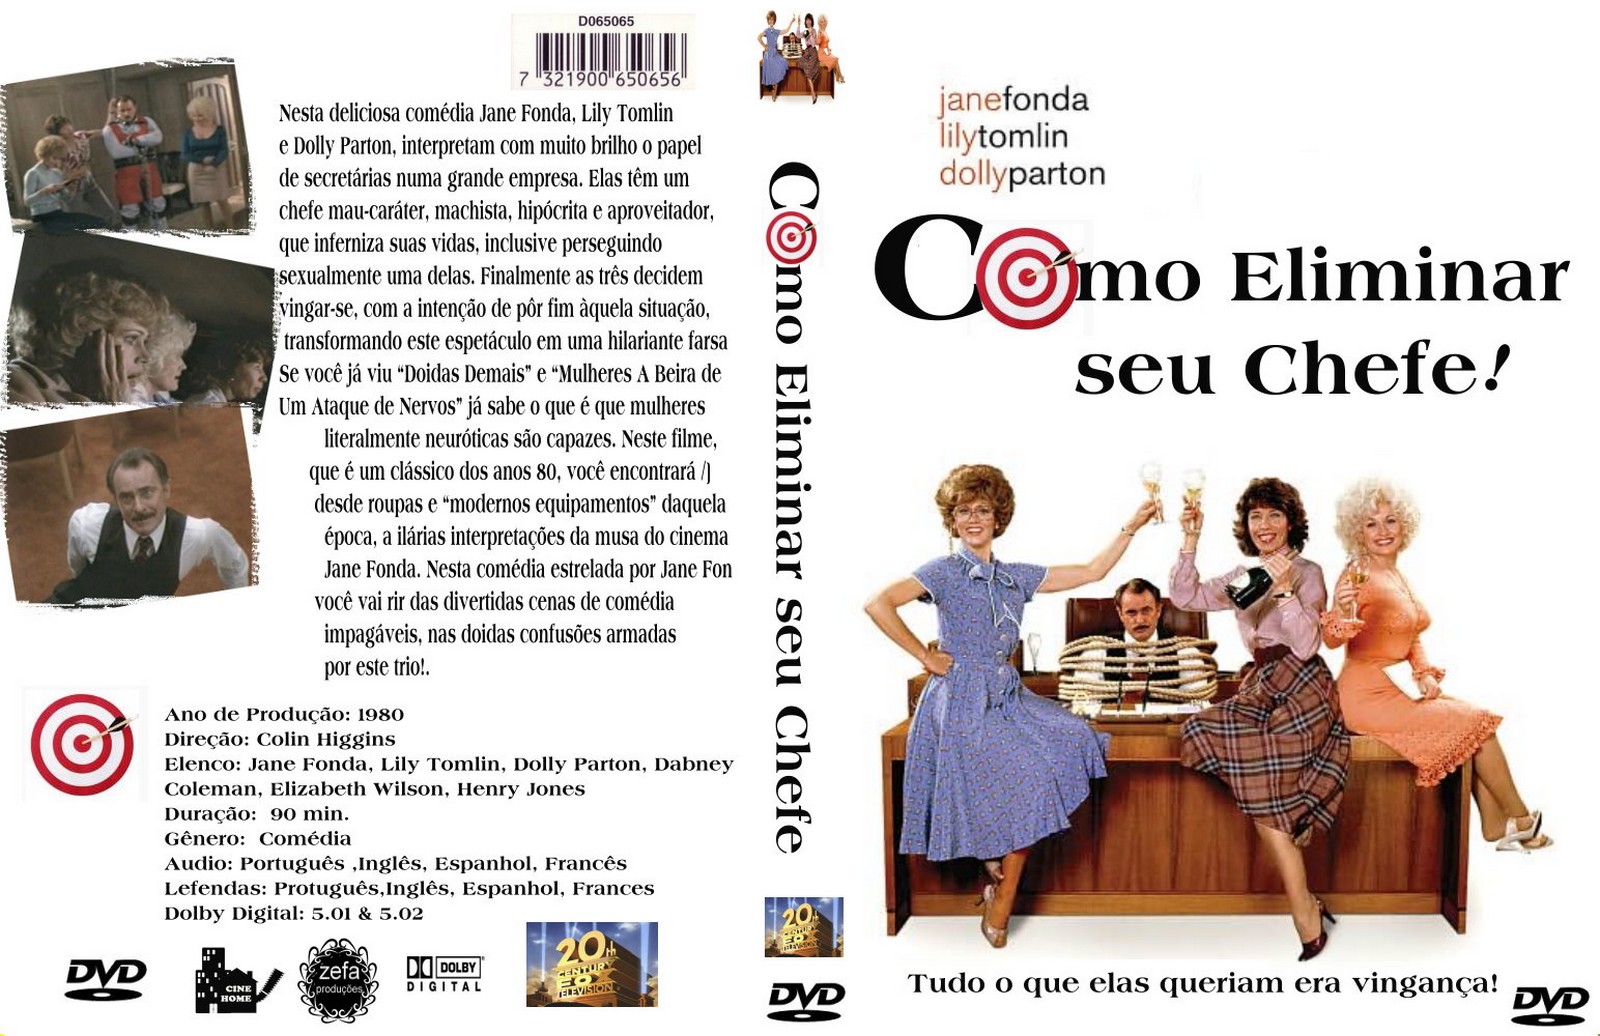 D065065
7 321900 650656
Nesta deliciosa comédia Jane Fonda, Lily Tomlin
e Dolly Parton, interpretam com muito brilho o papel
de secretárias numa grande empresa. Elas têm um
chefe mau-caráter, machista, hipócrita e aproveitador,
que inferniza suas vidas, inclusive perseguindo
sexualmente uma delas. Finalmente as três decidem
vingar-se, com a intenção de pôr fim àquela situação,
transformando este espetáculo em uma hilariante farsa
Se você já viu “Doidas Demais” e “Mulheres A Beira de
Um Ataque de Nervos” já sabe o que é que mulheres
literalmente neuróticas são capazes. Neste filme,
que é um clássico dos anos 80, você encontrará /)
desde roupas e “modernos equipamentos” daquela
época, a ilárias interpretações da musa do cinema
Jane Fonda. Nesta comédia estrelada por Jane Fon
você vai rir das divertidas cenas de comédia
impagáveis, nas doidas confusões armadas
por este trio!.
Ano de Produção: 1980
Direção: Colin Higgins
Elenco: Jane Fonda, Lily Tomlin, Dolly Parton, Dabney
Coleman, Elizabeth Wilson, Henry Jones
Duração: 90 min.
Gênero: Comédia
Audio: Português ,Inglês, Espanhol, Francês
Lefendas: Protuguês,Inglês, Espanhol, Frances
Dolby Digital: 5.01 & 5.02
DVD
CINE
HOME
zefa
produções
DOLBY
DIGITAL
20th
CENTURY
FOX
TELEVISION
Como Eliminar seu Chefe
20th
CENTURY
FOX
TELEVISION
DVD
janefonda
lilytomlin
dollyparton
Como Eliminar
seu Chefe!
Tudo o que elas queriam era vingança!
DVD